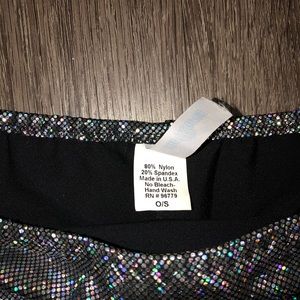 80% Nylon
20% Spandex
Made in U.S.A.
No Bleach-
Hand Wash
RN # 96779
O/S